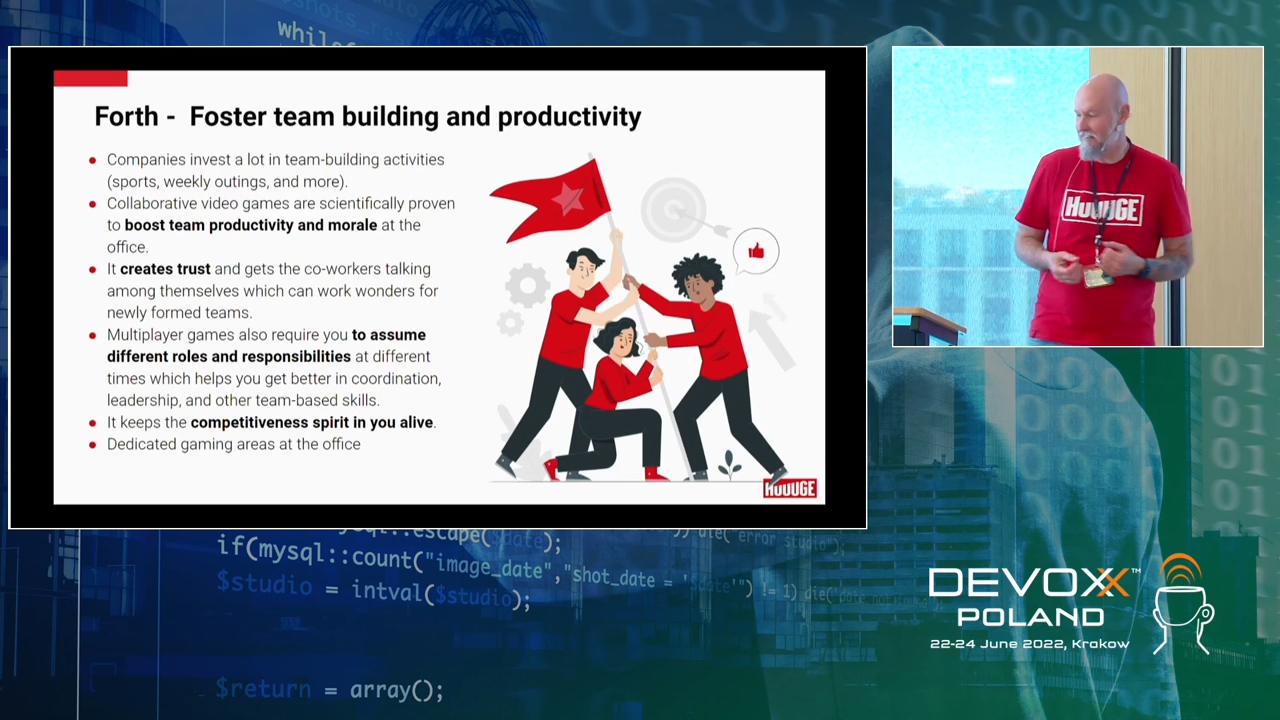 while
Forth - Foster team building and productivity
Companies invest a lot in team-building activities
(sports, weekly outings, and more).
Collaborative video games are scientifically proven
to boost team productivity and morale at the
office.
It creates trust and gets the co-workers talking
among themselves which can work wonders for
newly formed teams.
Multiplayer games also require you to assume
different roles and responsibilities at different
times which helps you get better in coordination,
leadership, and other team-based skills.
It keeps the competitiveness spirit in you alive.
Dedicated gaming areas at the office
HUUUGE
HUUUGE
if(mysql::count("image_date","shot_date = '$date'") != 1) die(
$studio = intval($studio);
$return = array();
DEVOXX™
POLAND
22-24 June 2022, Krakow